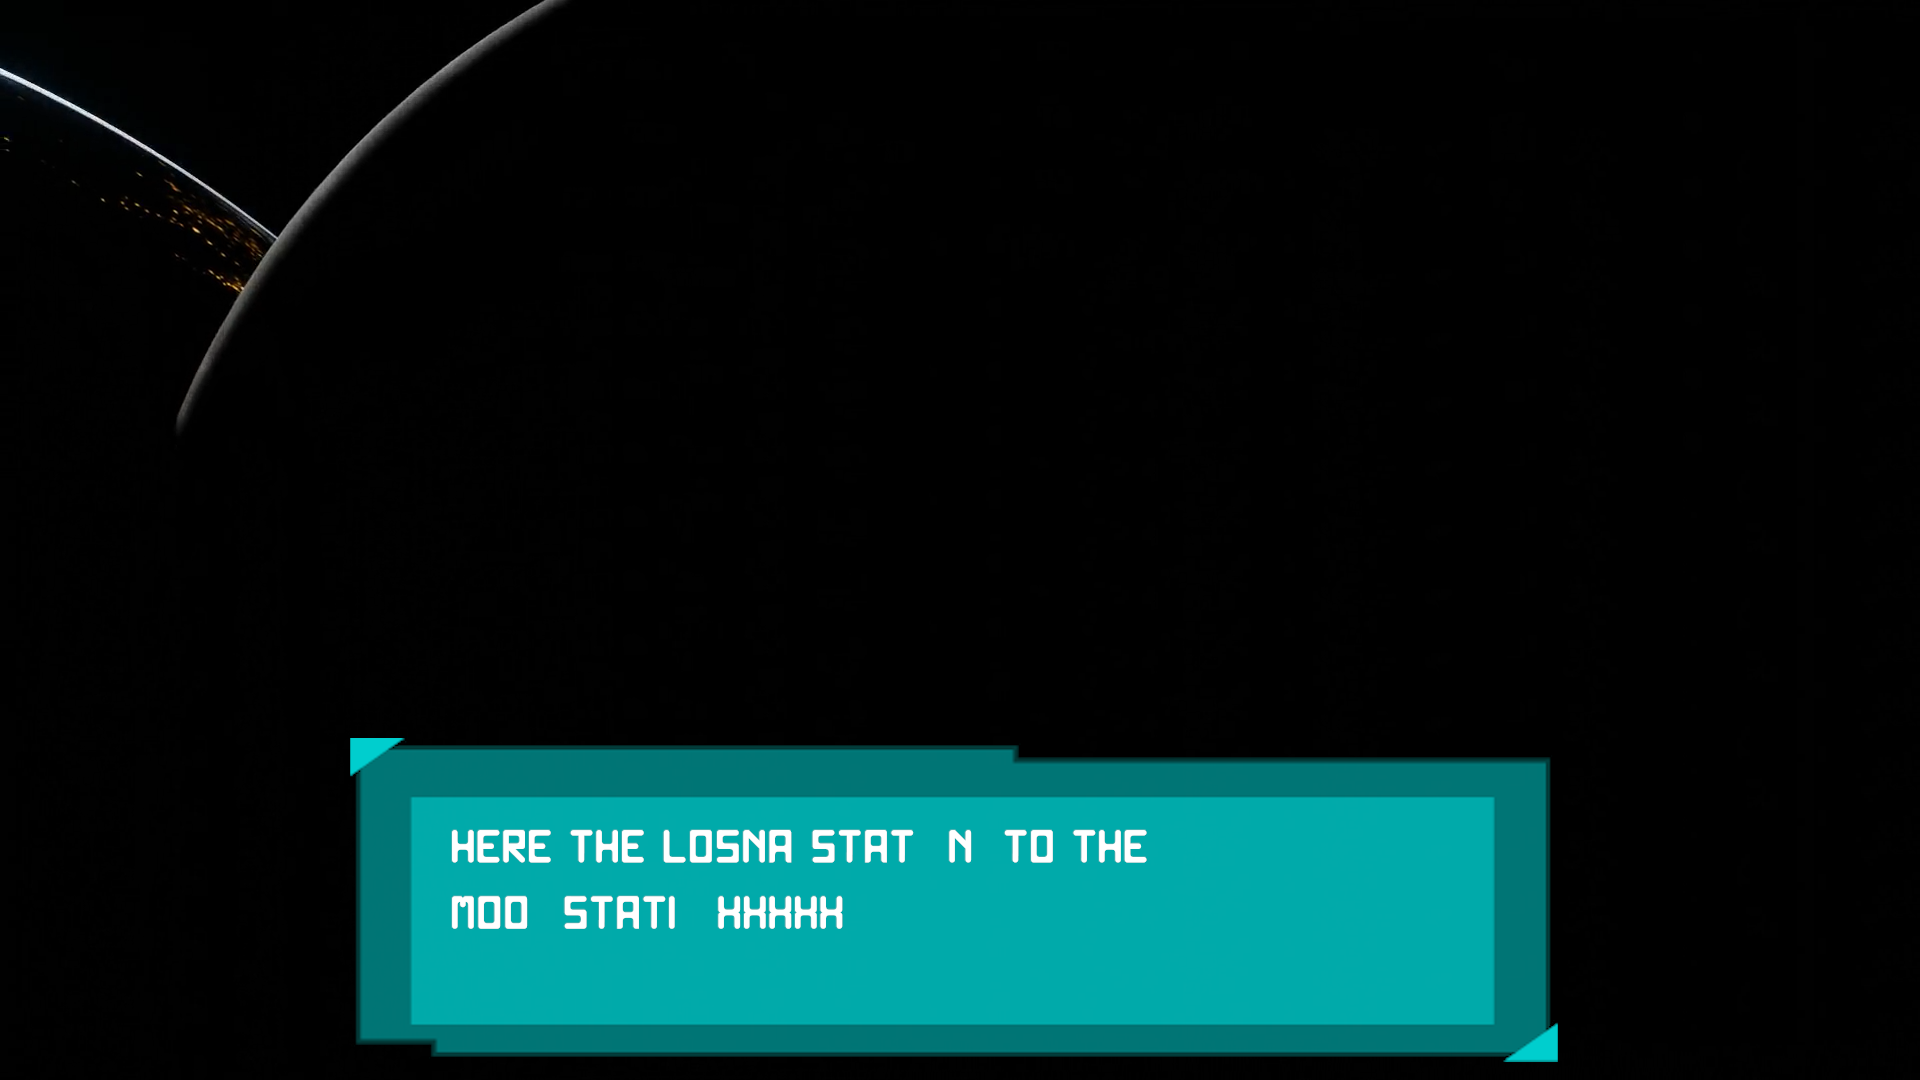 HERE THE LOSNA STAT  N  TO THE
MOO  STATI  XXXXX